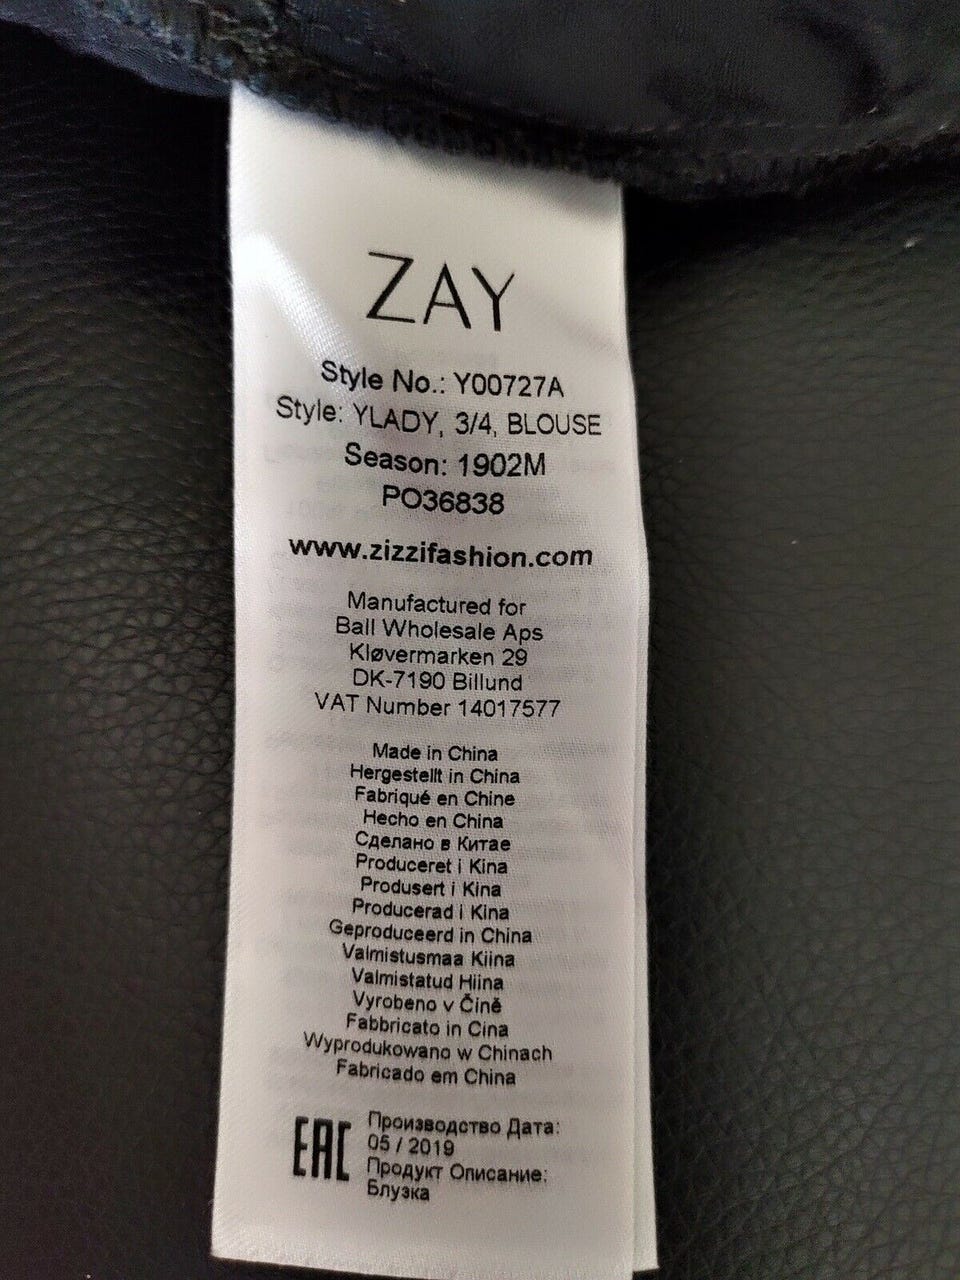 ZAY
Style No.: Y00727A
Style: YLADY, 3/4, BLOUSE
Season: 1902M
PO36838
www.zizzifashion.com
Manufactured for
Ball Wholesale Aps
Kløvermarken 29
DK-7190 Billund
VAT Number 14017577
Made in China
Hergestellt in China
Fabriqué en Chine
Hecho en China
Сделано в Китае
Produceret i Kina
Produsert i Kina
Producerad i Kina
Geproduceerd in China
Valmistusmaa Kiina
Valmistatud Hiina
Vyrobeno v Čině
Fabbricato in Cina
Wyprodukowano w Chinach
Fabricado em China
EAC
Производство Дата:
05 / 2019
Продукт Описание:
Блузка